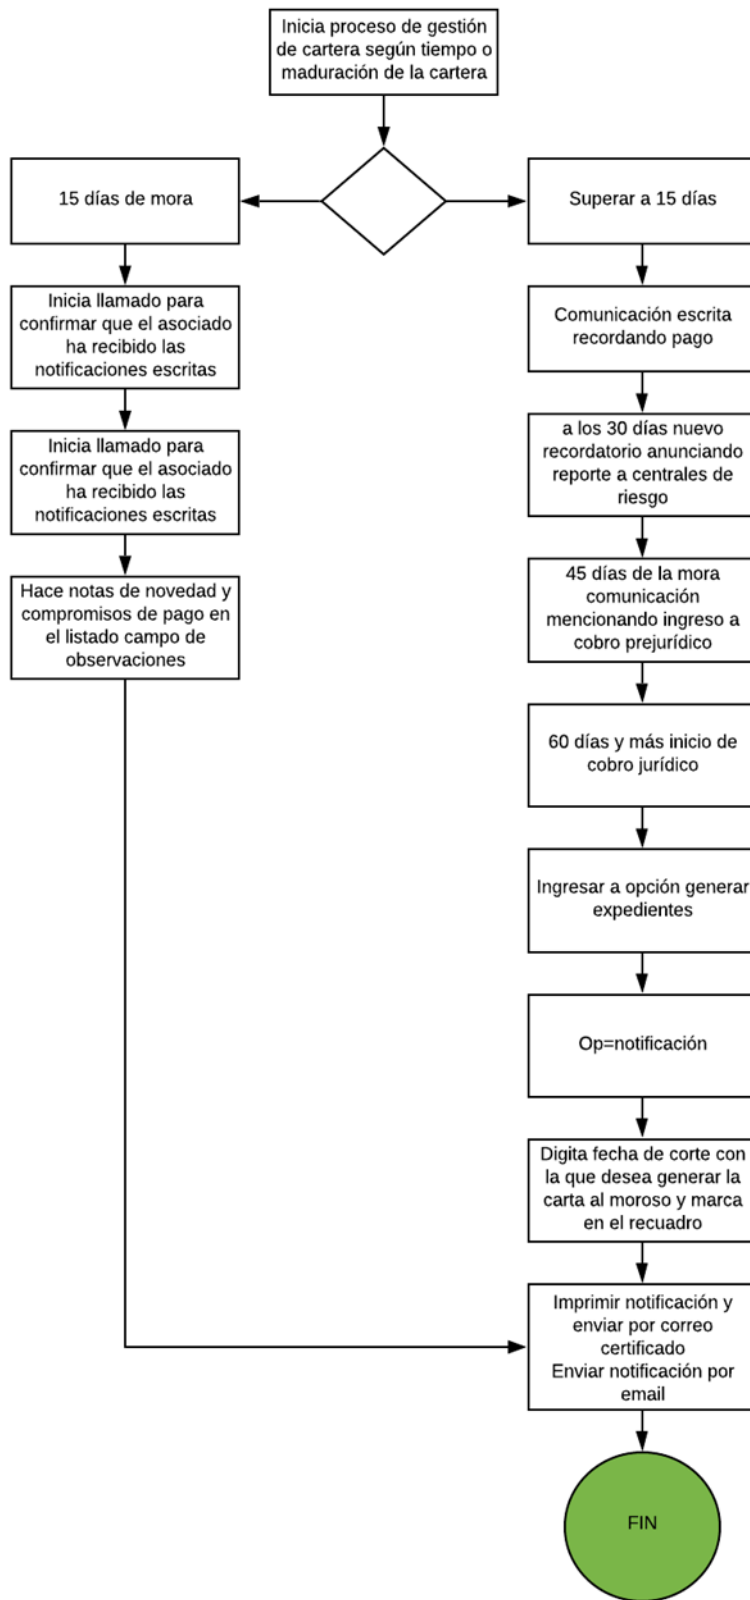 Inicia proceso de gestión
de cartera según tiempo o
maduración de la cartera
15 días de mora
Superar a 15 días
Inicia llamado para
confirmar que el asociado
ha recibido las
notificaciones escritas
Comunicación escrita
recordando pago
Inicia llamado para
confirmar que el asociado
ha recibido las
notificaciones escritas
a los 30 días nuevo
recordatorio anunciando
reporte a centrales de
riesgo
Hace notas de novedad y
compromisos de pago en
el listado campo de
observaciones
45 días de la mora
comunicación
mencionando ingreso a
cobro prejurídico
60 días y más inicio de
cobro jurídico
Ingresar a opción generar
expedientes
Op=notificación
Digita fecha de corte con
la que desea generar la
carta al moroso y marca
en el recuadro
Imprimir notificación y
enviar por correo
certificado
Enviar notificación por
email
FIN